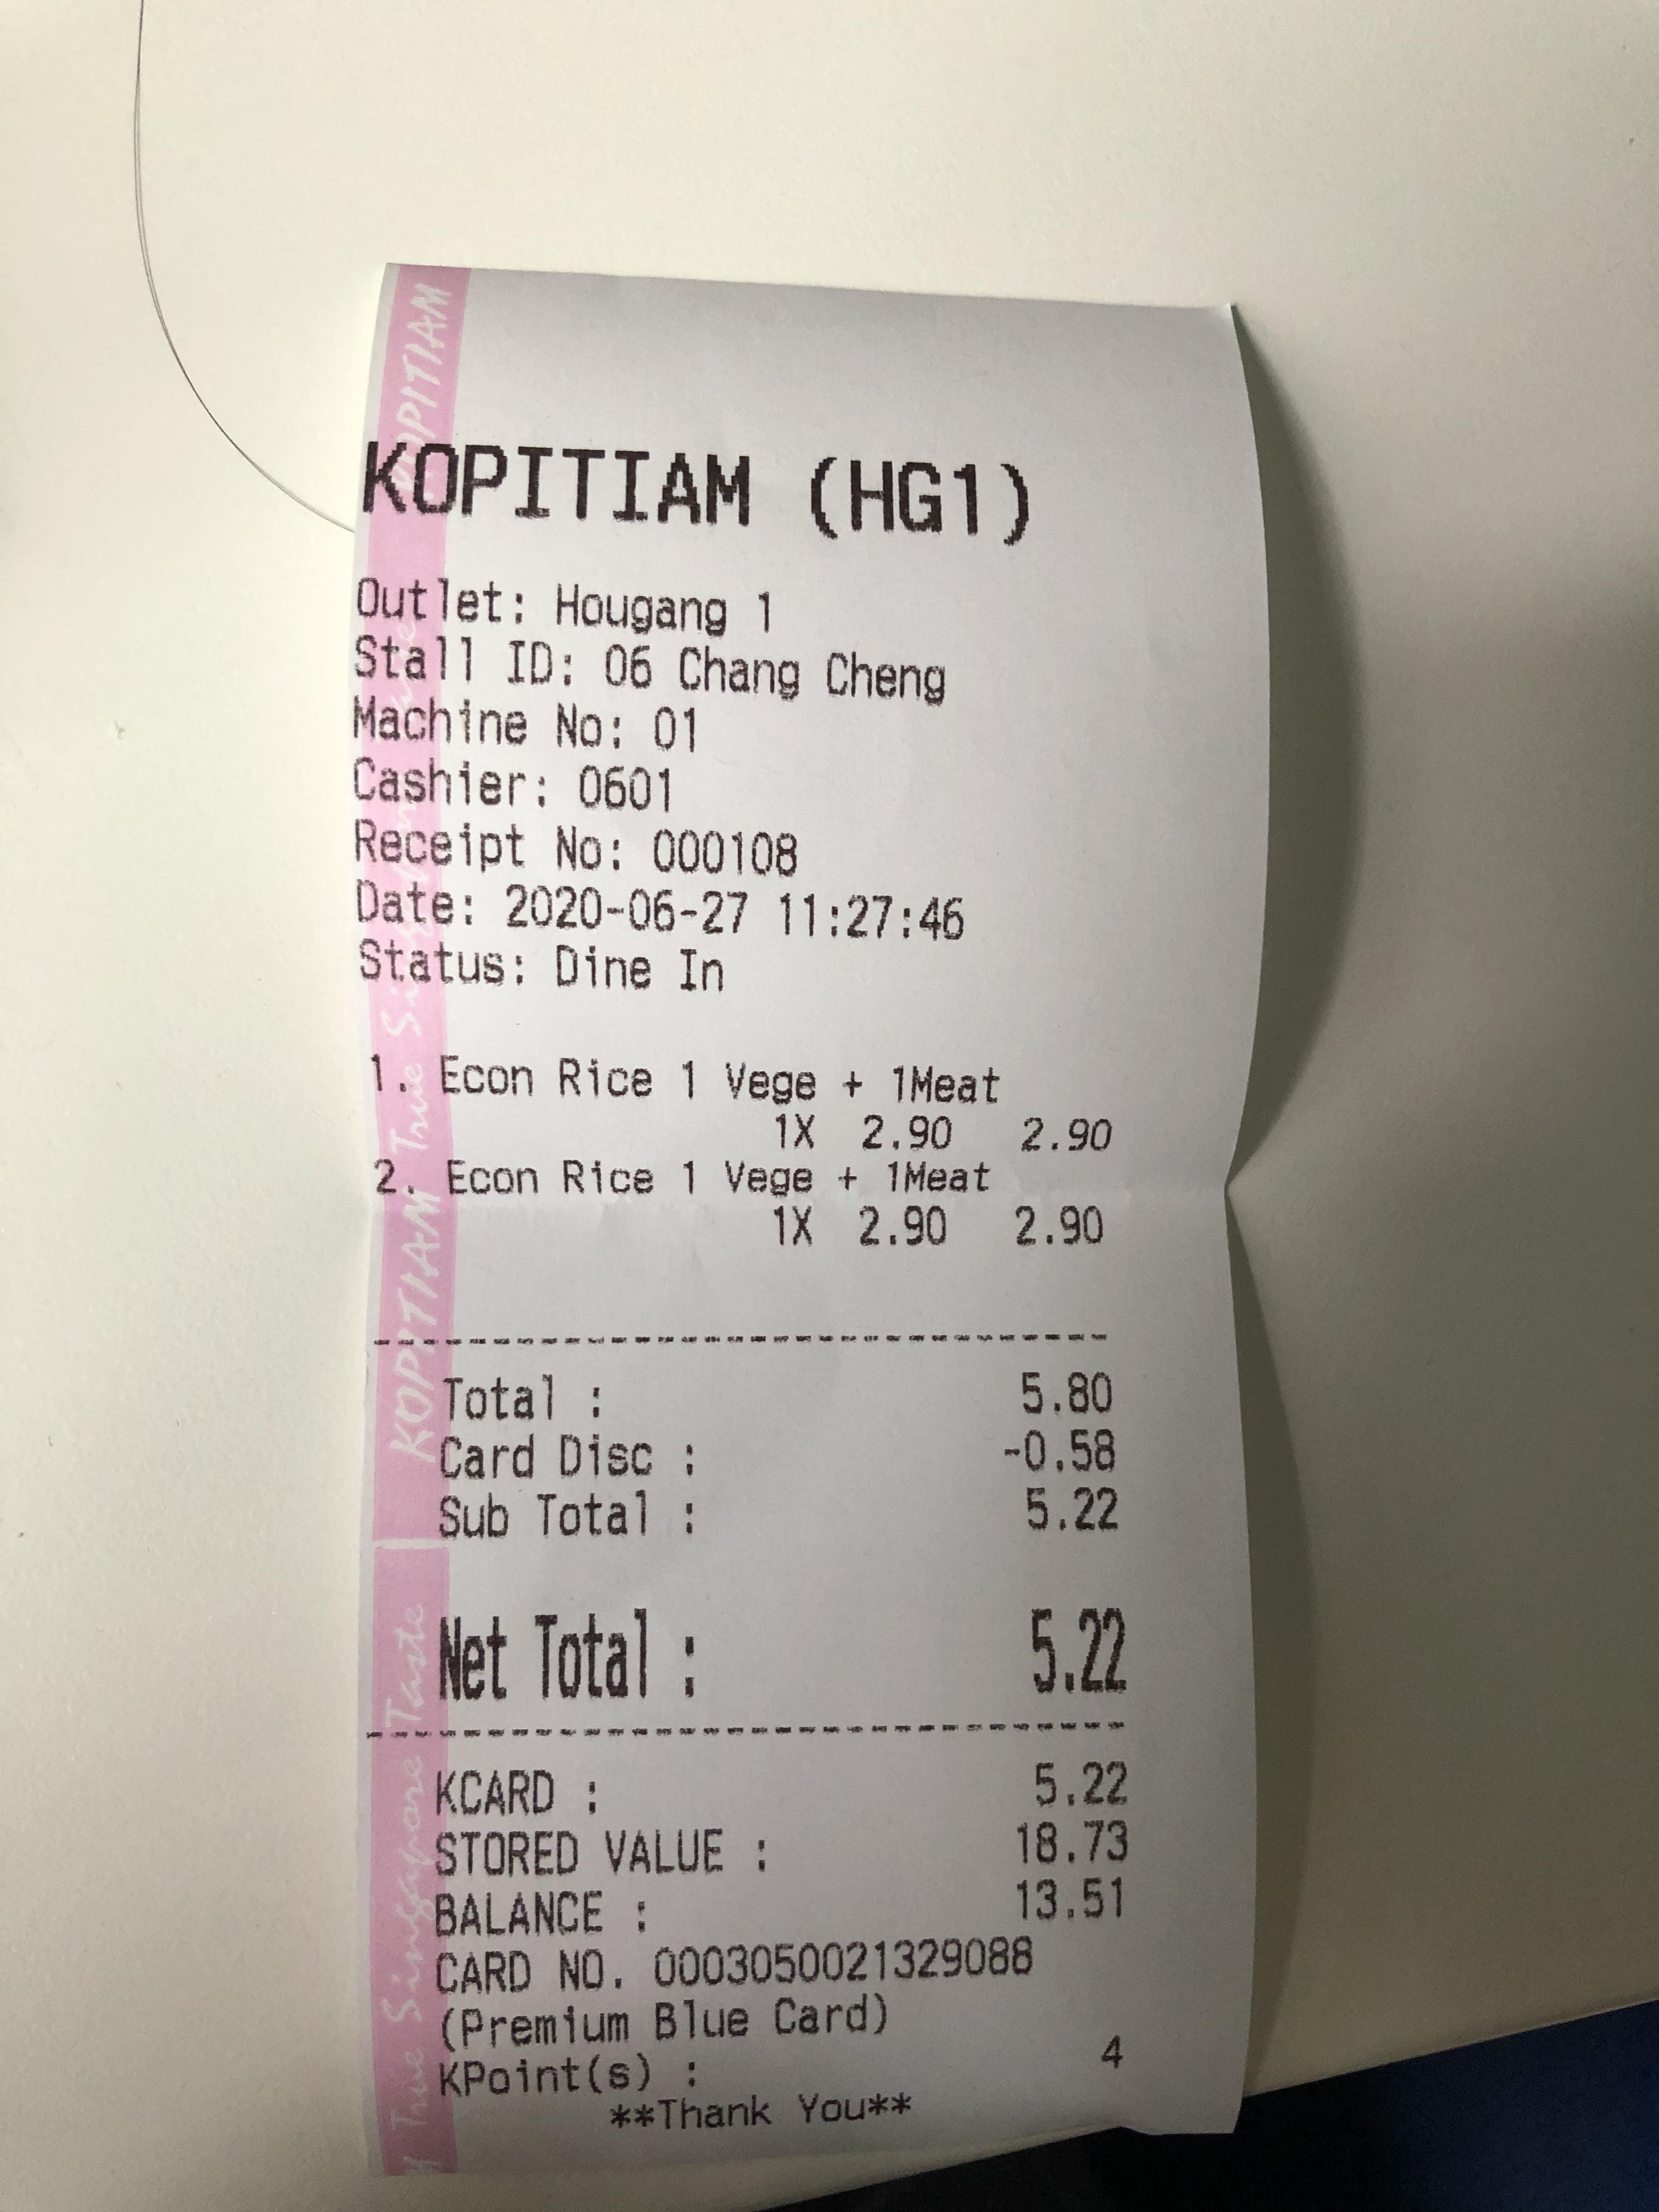 KOPITIAM (HG1)
Outlet: Hougang 1
Stall ID: 06 Chang Cheng
Machine No: 01
Cashier: 0601
Receipt No: 000108
Date: 2020-06-27 11:27:46
Status: Dine In
1. Econ Rice 1 Vege + 1Meat
1X 2.90 2.90
2. Econ Rice 1 Vege + 1Meat
1X 2.90 2.90
Total : 5.80
Card Disc : -0.58
Sub Total : 5.22
Net Total : 5.22
KCARD : 5.22
STORED VALUE : 18.73
BALANCE : 13.51
CARD NO. 0003050021329088
(Premium Blue Card)
KPoint(s) : 4
**Thank You**
KOPITIAM
KOPITIAM True Singapore Taste
True Singapore Taste